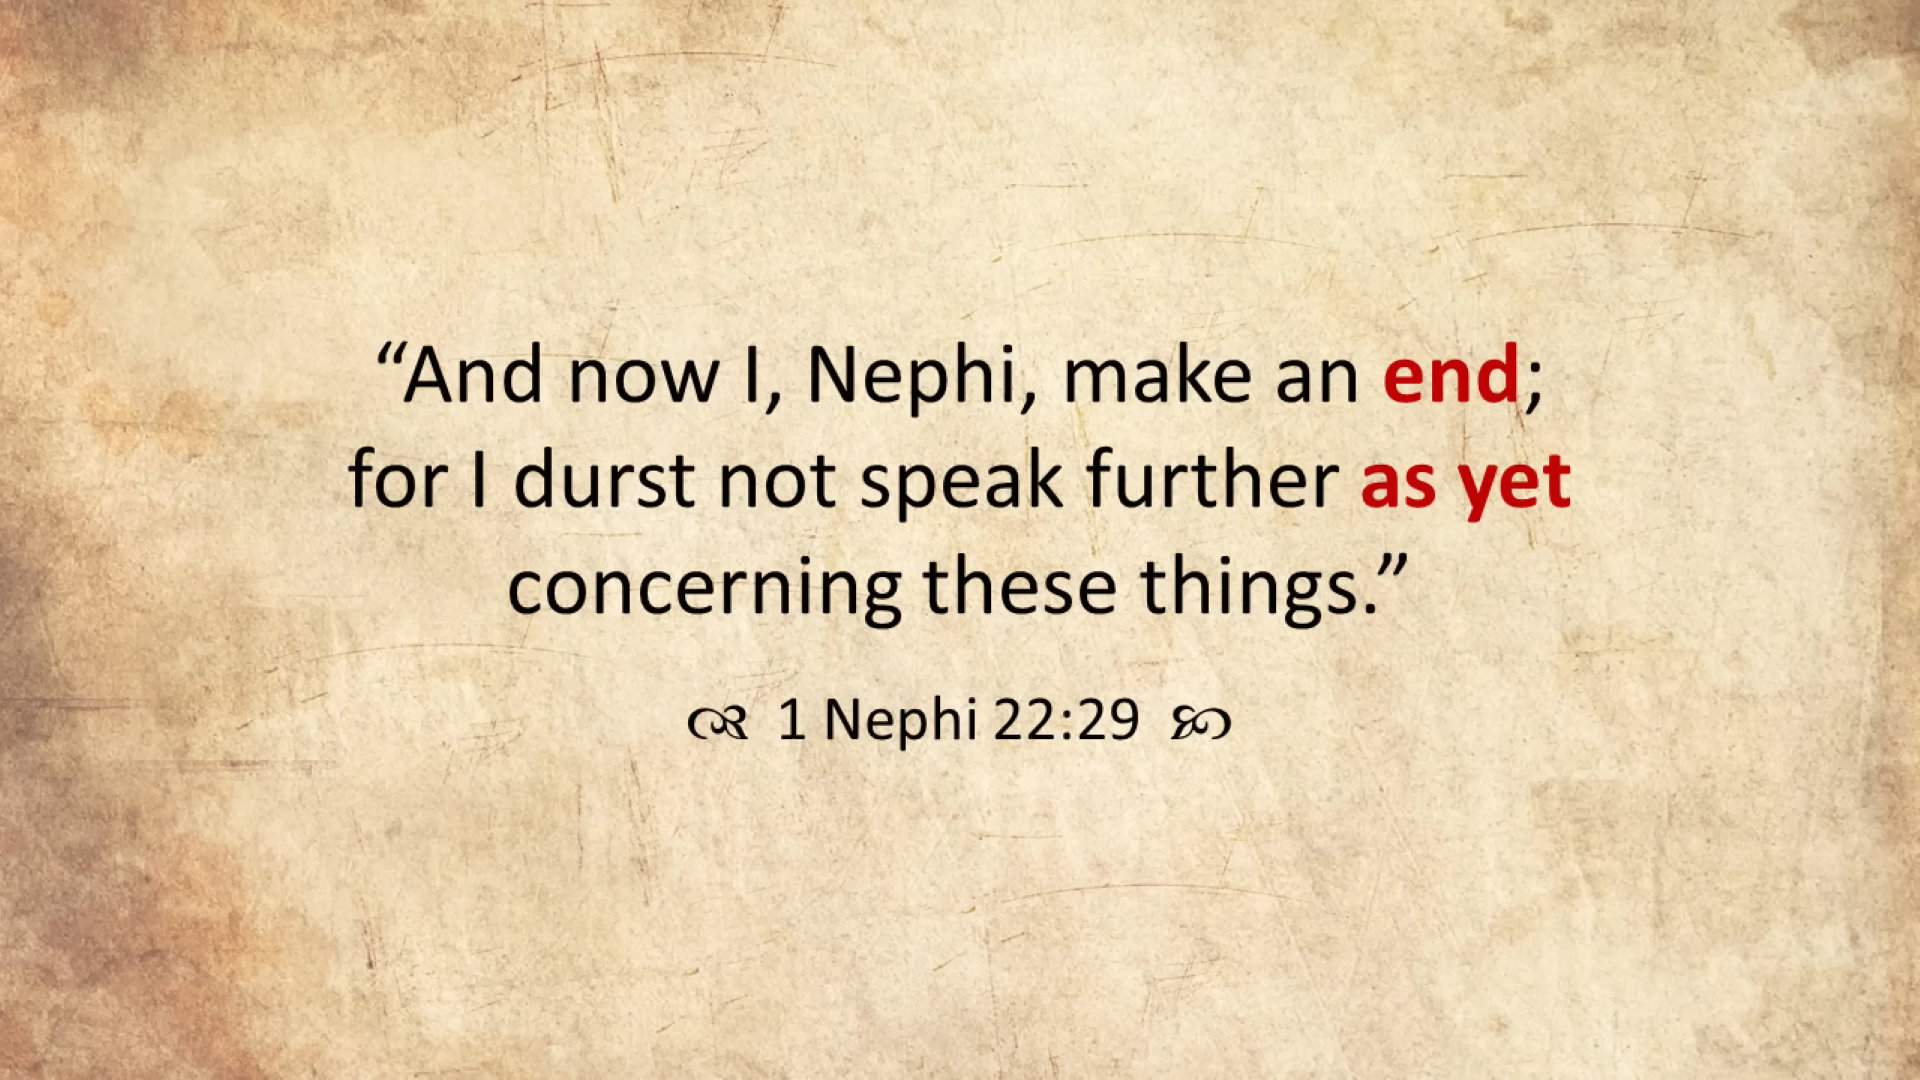 “And now I, Nephi, make an end;
for I durst not speak further as yet
concerning these things.”
1 Nephi 22:29